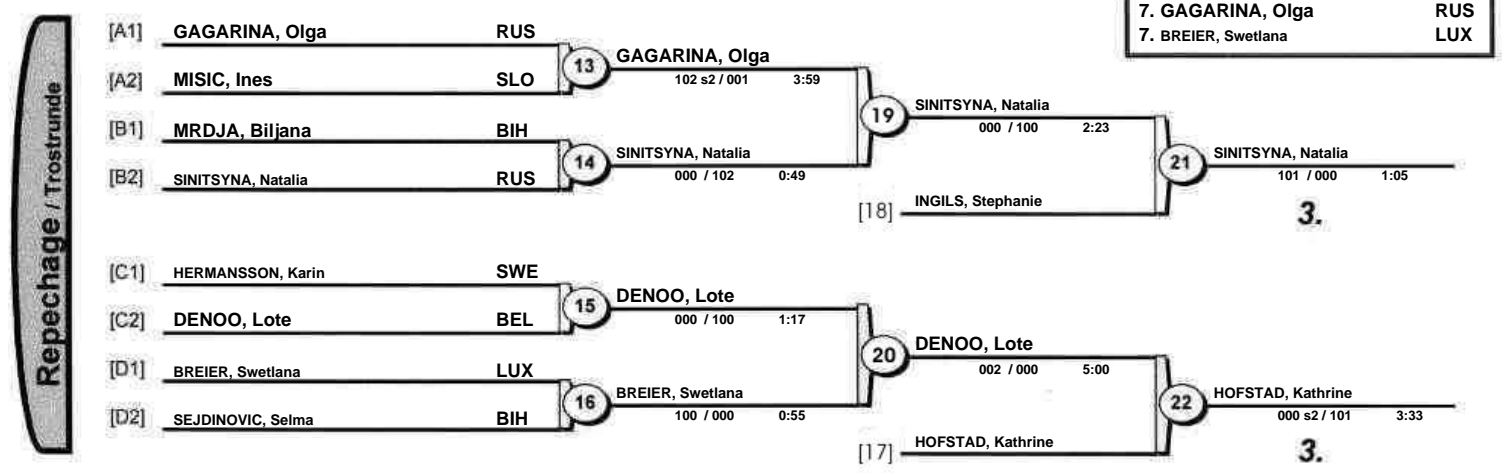 7. GAGARINA, Olga RUS
7. BREIER, Swetlana LUX
Repechage / Trostrunde
[A1] GAGARINA, Olga RUS
13 GAGARINA, Olga
[A2] MISIC, Ines SLO
102 s2 / 001 3:59
19 SINITSYNA, Natalia
000 / 100 2:23
[B1] MRDJA, Biljana BIH
14 SINITSYNA, Natalia
000 / 102 0:49
[B2] SINITSYNA, Natalia RUS
21 SINITSYNA, Natalia
101 / 000 1:05
[18] INGILS, Stephanie
3.
[C1] HERMANSSON, Karin SWE
15 DENOO, Lote
000 / 100 1:17
[C2] DENOO, Lote BEL
20 DENOO, Lote
002 / 000 5:00
[D1] BREIER, Swetlana LUX
16 BREIER, Swetlana
100 / 000 0:55
[D2] SEJDINOVIC, Selma BIH
22 HOFSTAD, Kathrine
000 s2 / 101 3:33
[17] HOFSTAD, Kathrine
3.